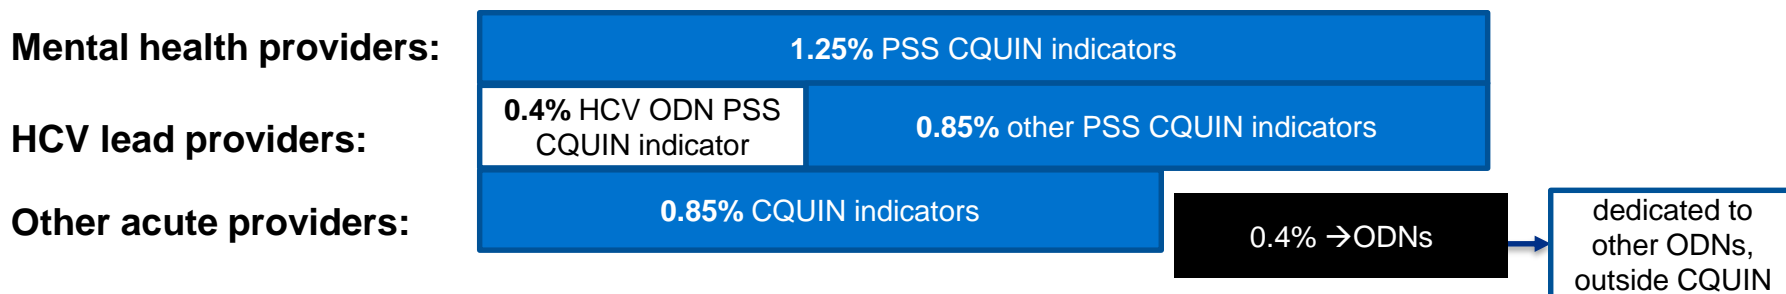 Mental health providers:
1.25% PSS CQUIN indicators
HCV lead providers:
0.4% HCV ODN PSS
CQUIN indicator
0.85% other PSS CQUIN indicators
Other acute providers:
0.85% CQUIN indicators
0.4% →ODNs
dedicated to
other ODNs,
outside CQUIN